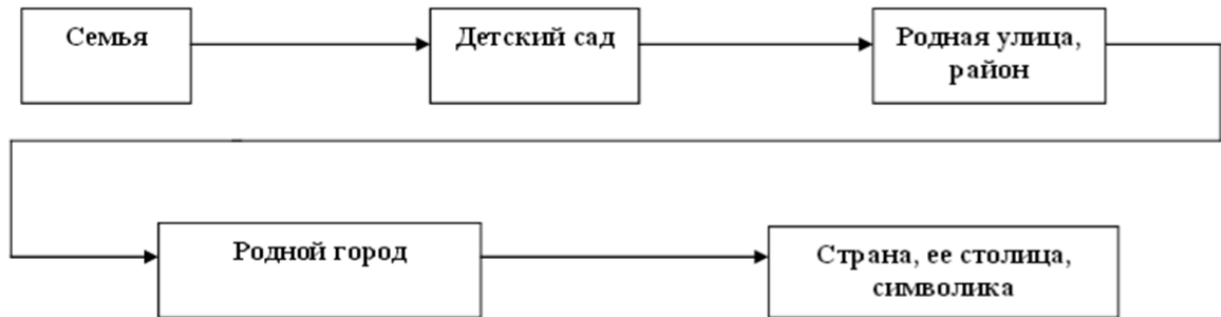 Семья
Детский сад
Родная улица,
район
Родной город
Страна, ее столица,
символика